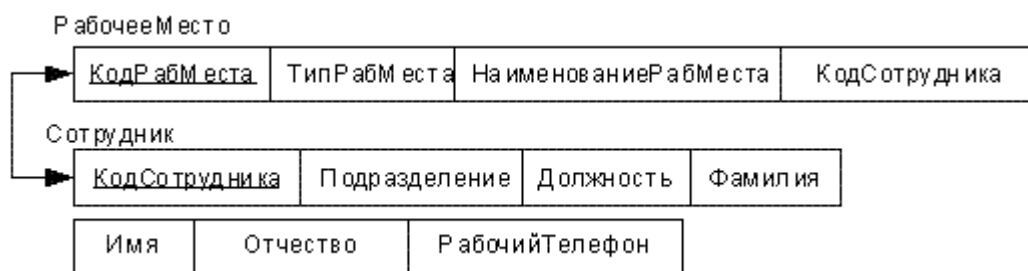 РабочееМесто
КодРабМеста ТипРабМеста НаименованиеРабМеста КодСотрудника
Сотрудник
КодСотрудника Подразделение Должность Фамилия
Имя Отчество РабочийТелефон